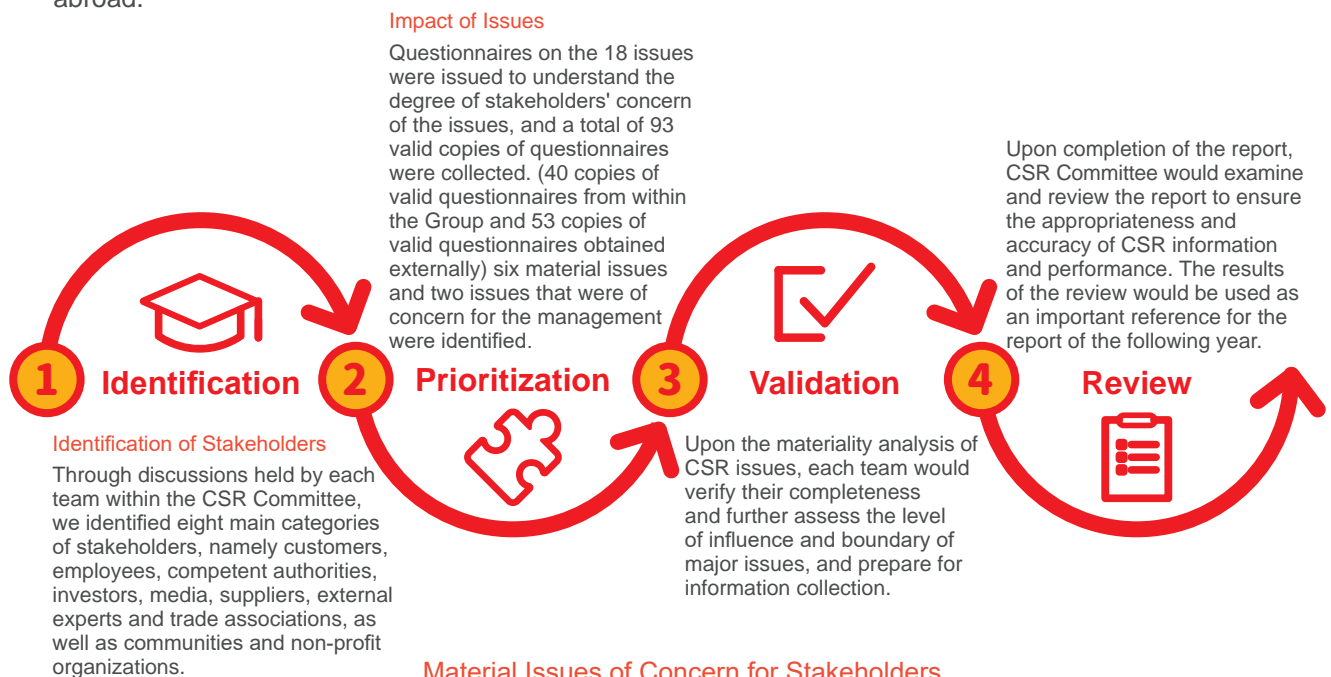 abroad.
Impact of Issues
Questionnaires on the 18 issues
were issued to understand the
degree of stakeholders' concern
of the issues, and a total of 93
valid copies of questionnaires
were collected. (40 copies of
valid questionnaires from within
the Group and 53 copies of
valid questionnaires obtained
externally) six material issues
and two issues that were of
concern for the management
were identified.
Upon completion of the report,
CSR Committee would examine
and review the report to ensure
the appropriateness and
accuracy of CSR information
and performance. The results
of the review would be used as
an important reference for the
report of the following year.
1 Identification
2 Prioritization
3 Validation
4 Review
Identification of Stakeholders
Through discussions held by each
team within the CSR Committee,
we identified eight main categories
of stakeholders, namely customers,
employees, competent authorities,
investors, media, suppliers, external
experts and trade associations, as
well as communities and non-profit
organizations.
Upon the materiality analysis of
CSR issues, each team would
verify their completeness
and further assess the level
of influence and boundary of
major issues, and prepare for
information collection.
Material Issues of Concern for Stakeholders